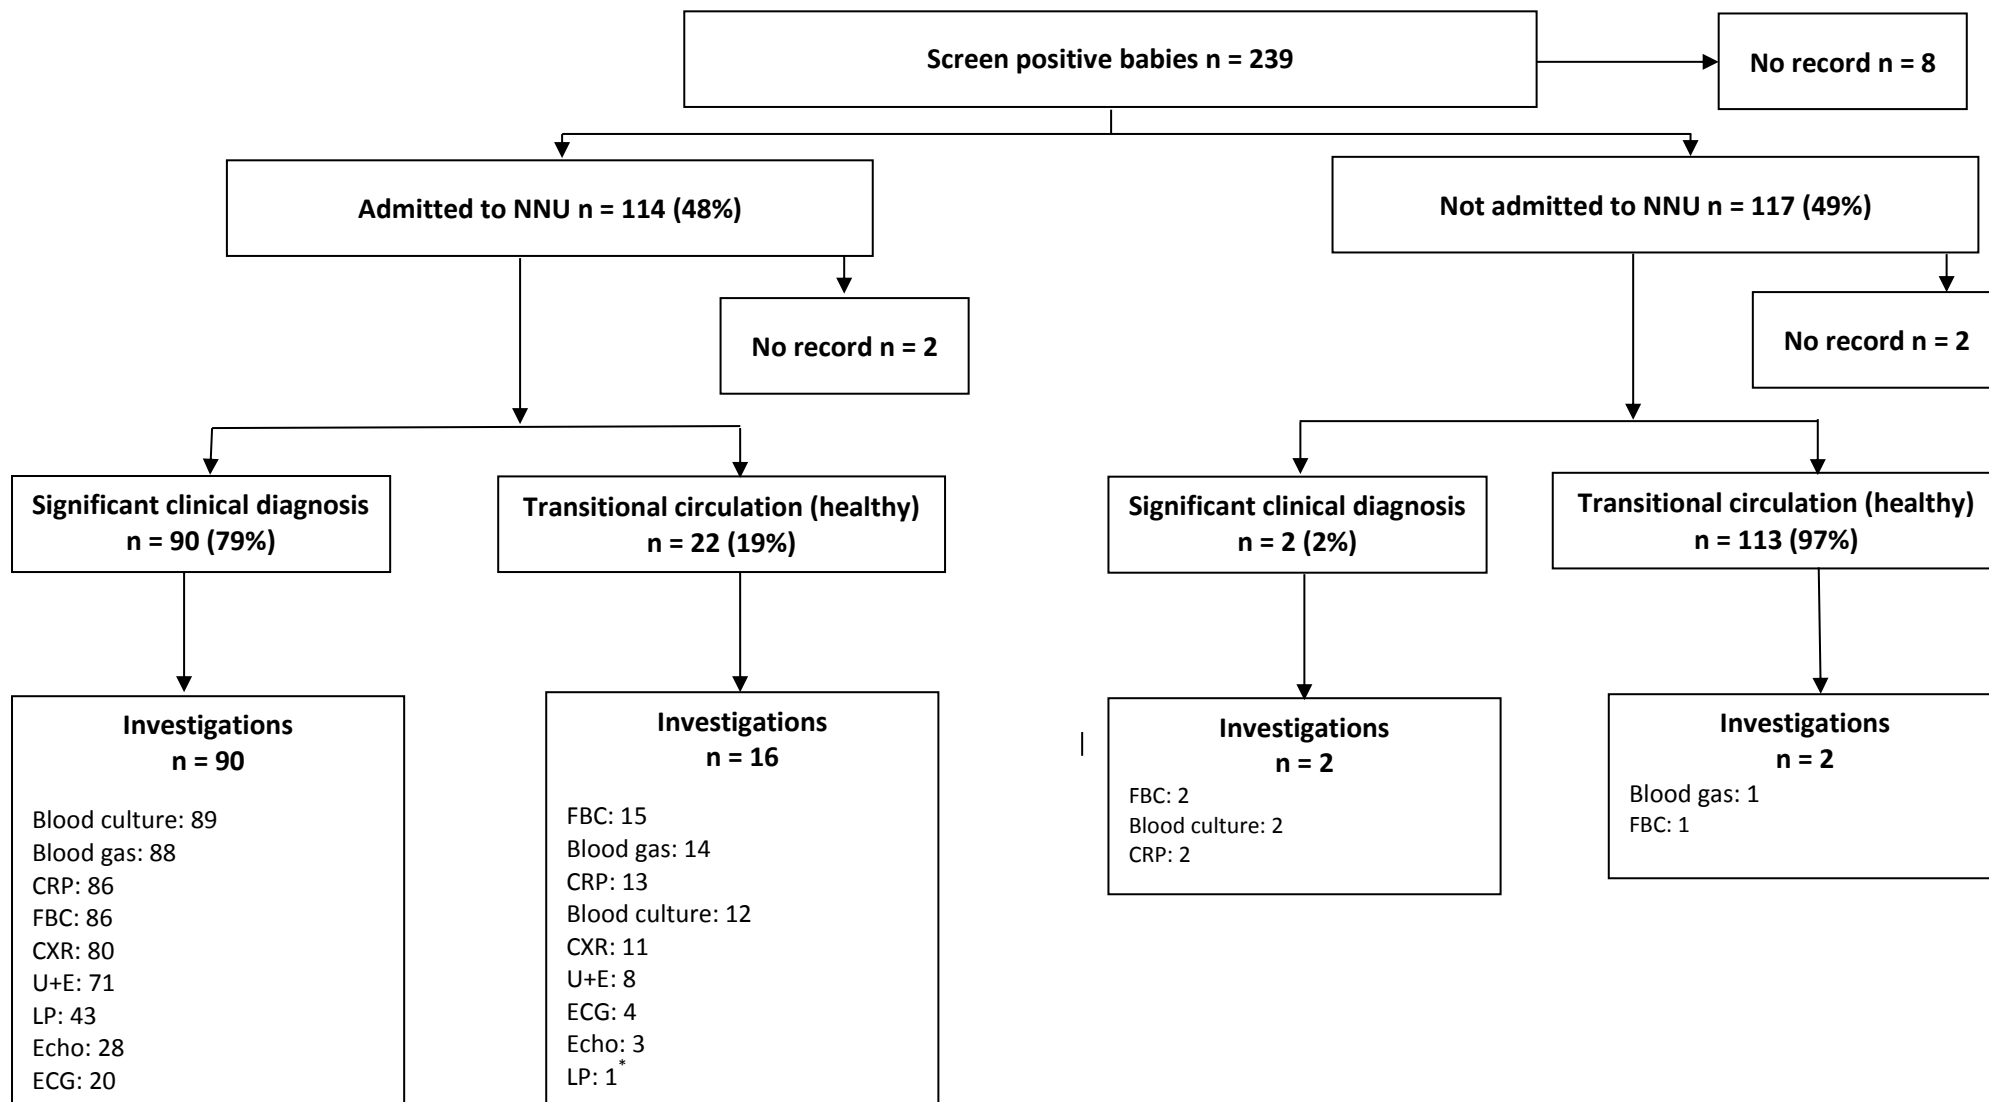 Screen positive babies n = 239
No record n = 8
Admitted to NNU n = 114 (48%)
Not admitted to NNU n = 117 (49%)
No record n = 2
No record n = 2
Significant clinical diagnosis
n = 90 (79%)
Transitional circulation (healthy)
n = 22 (19%)
Significant clinical diagnosis
n = 2 (2%)
Transitional circulation (healthy)
n = 113 (97%)
Investigations
n = 90
Blood culture: 89
Blood gas: 88
CRP: 86
FBC: 86
CXR: 80
U+E: 71
LP: 43
Echo: 28
ECG: 20
Investigations
n = 16
FBC: 15
Blood gas: 14
CRP: 13
Blood culture: 12
CXR: 11
U+E: 8
ECG: 4
Echo: 3
LP: 1*
Investigations
n = 2
FBC: 2
Blood culture: 2
CRP: 2
Investigations
n = 2
Blood gas: 1
FBC: 1